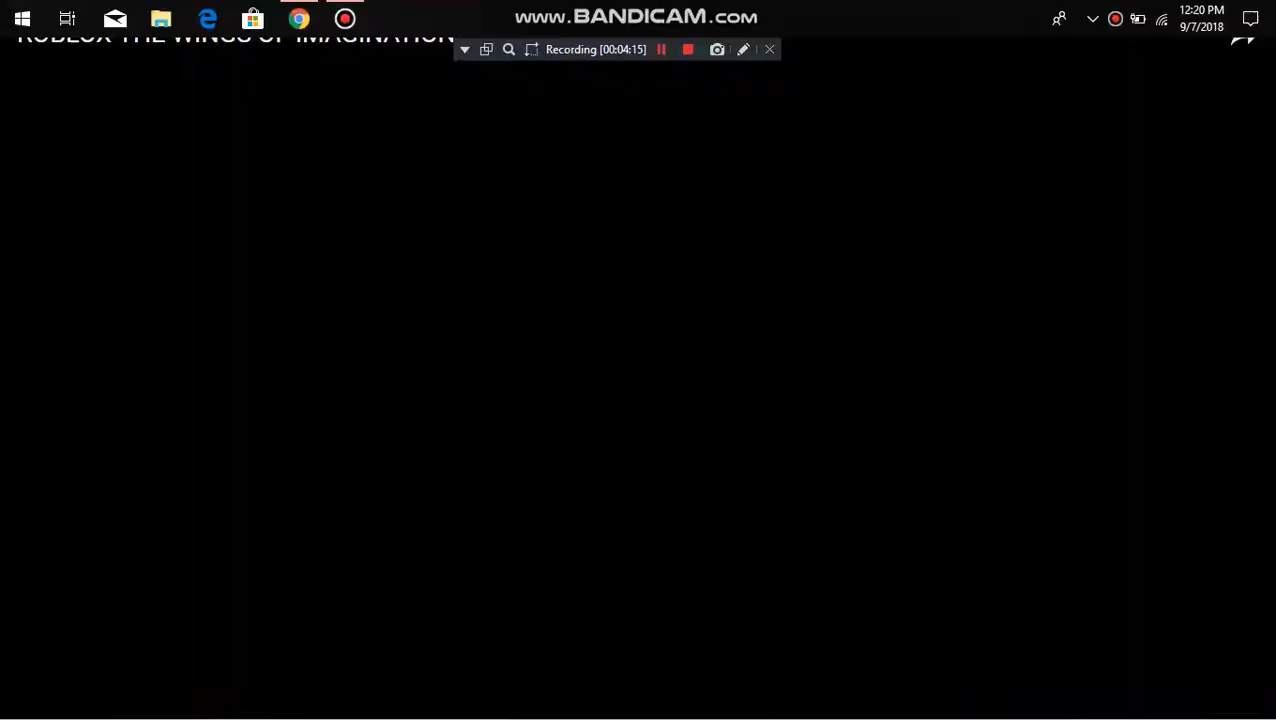 www.BANDICAM.com
12:20 PM
9/7/2018
ROBLOX THE WINGS OF IMAGINATION
Recording [00:04:15]